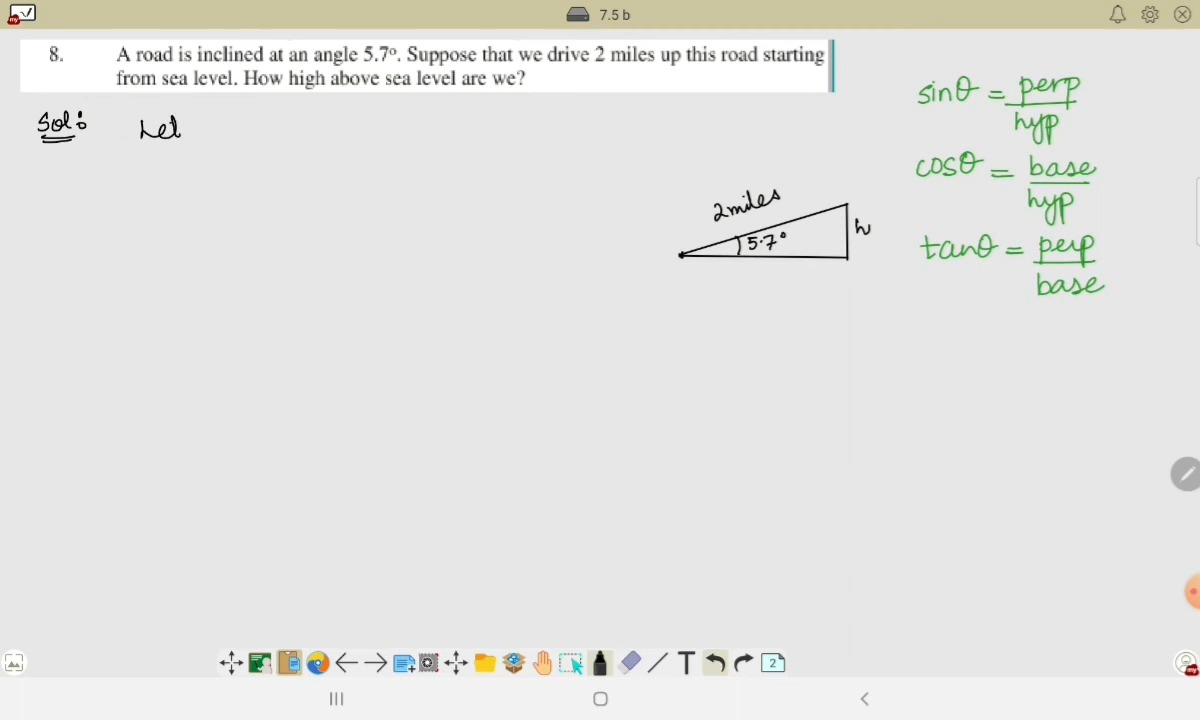 7.5 b
8. A road is inclined at an angle 5.7º. Suppose that we drive 2 miles up this road starting
from sea level. How high above sea level are we?
Sol:
Let
2miles
5.7°
h
sinθ = perp
hyp
cosθ = base
hyp
tanθ = perp
base
2